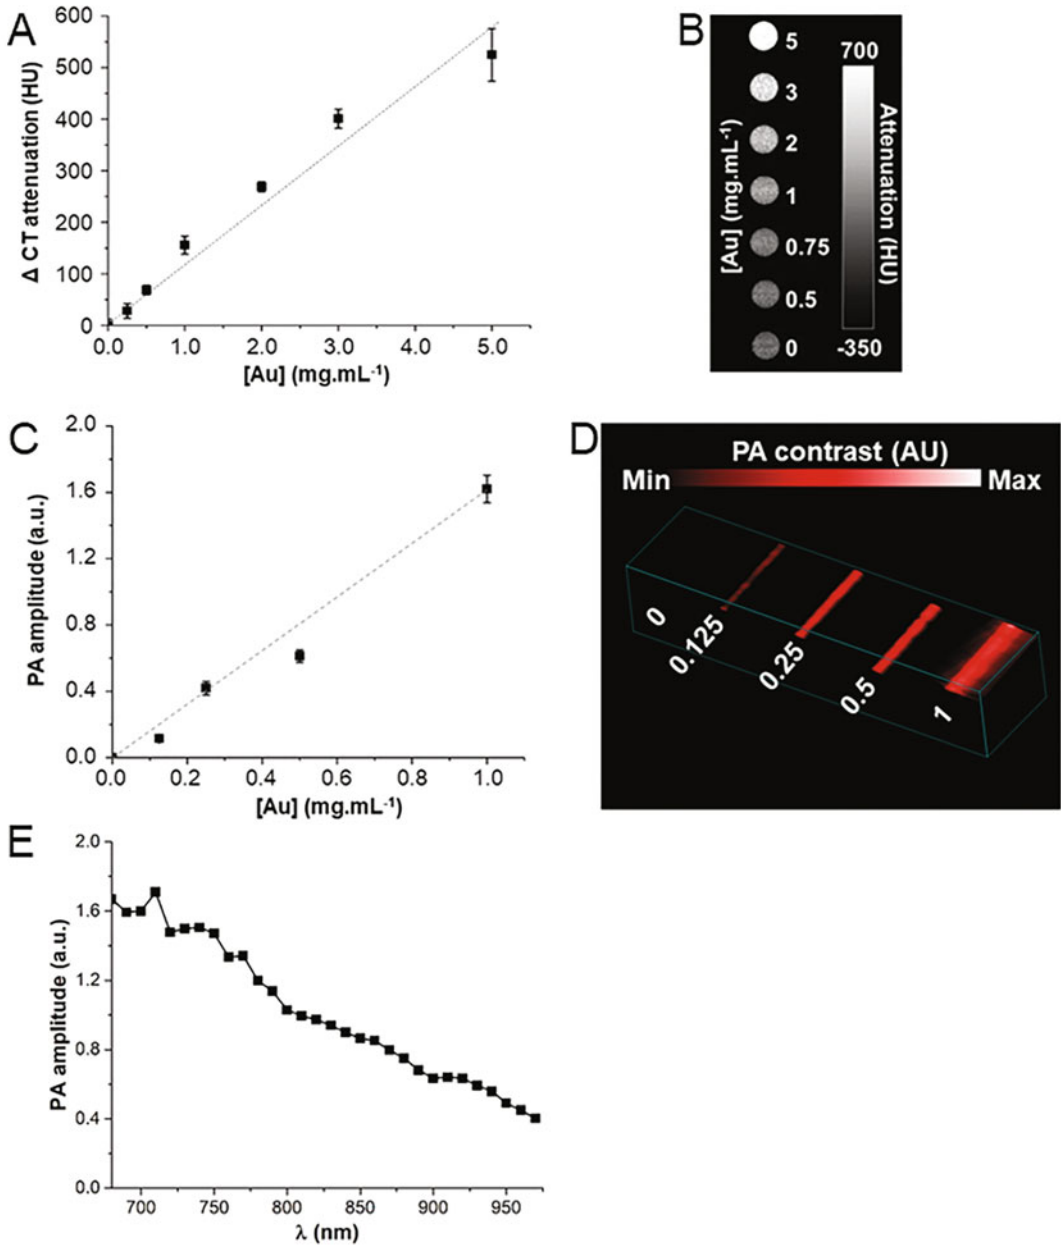 A
600
500
400
300
200
100
0
Δ CT attenuation (HU)
0.0 1.0 2.0 3.0 4.0 5.0
[Au] (mg.mL⁻¹)
B
[Au] (mg.mL⁻¹)
5
3
2
1
0.75
0.5
0
700
Attenuation (HU)
-350
C
2.0
1.6
1.2
0.8
0.4
0.0
PA amplitude (a.u.)
0.0 0.2 0.4 0.6 0.8 1.0
[Au] (mg.mL⁻¹)
D
PA contrast (AU)
Min Max
0
0.125
0.25
0.5
1
E
2.0
1.6
1.2
0.8
0.4
0.0
PA amplitude (a.u.)
700 750 800 850 900 950
λ (nm)